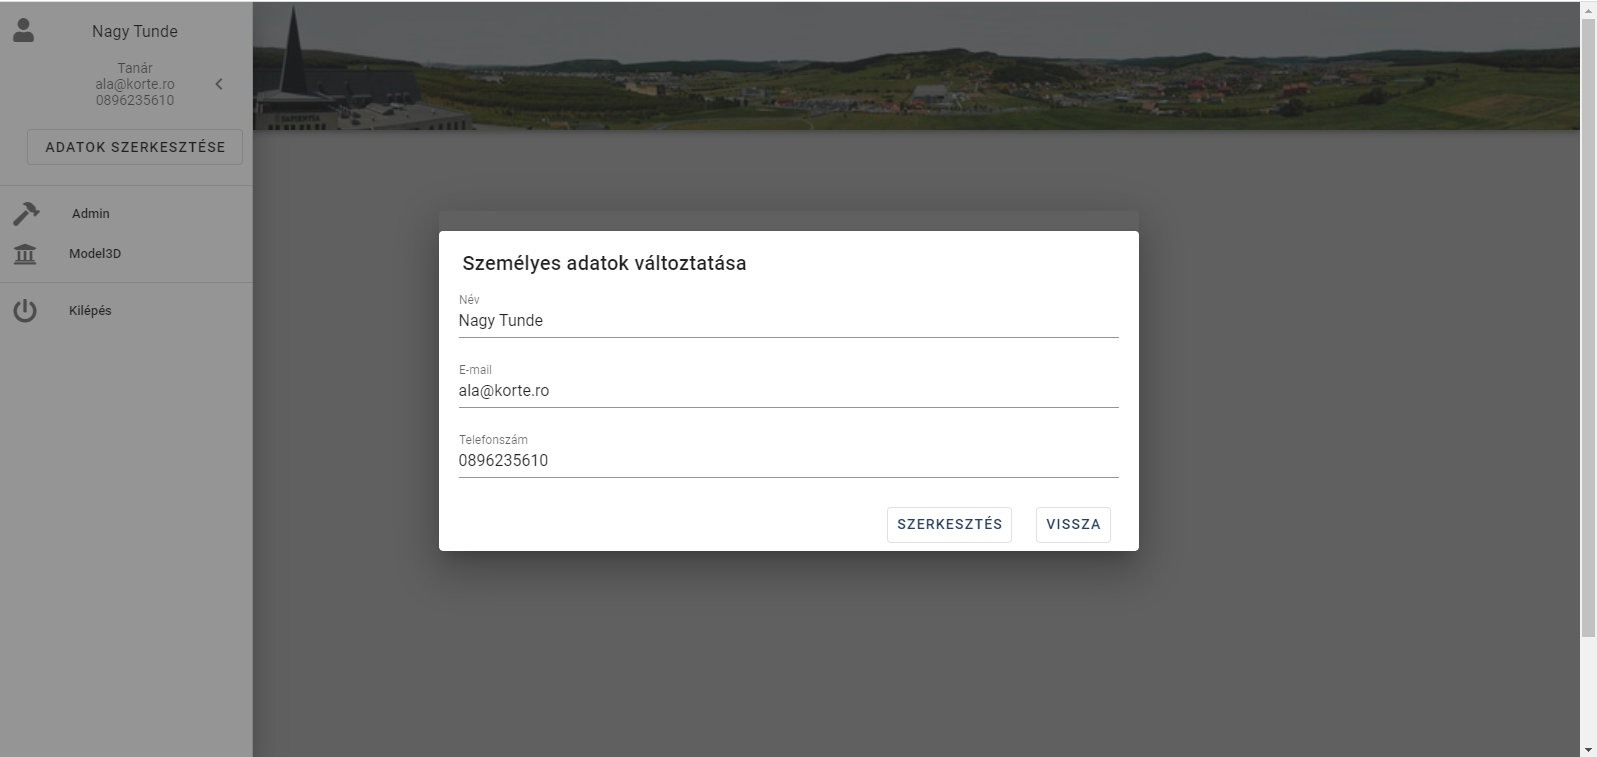 Nagy Tunde
Tanár
ala@korte.ro
0896235610
ADATOK SZERKESZTÉSE
Admin
Model3D
Kilépés
SAPIENTIA
Személyes adatok változtatása
Név
Nagy Tunde
E-mail
ala@korte.ro
Telefonszám
0896235610
SZERKESZTÉS
VISSZA